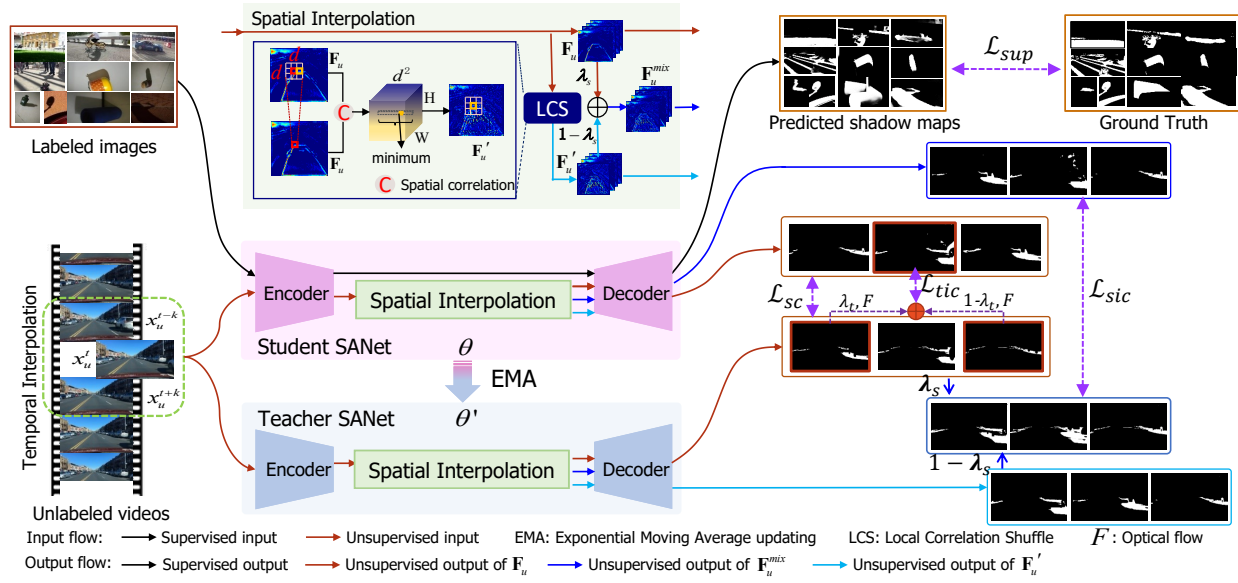 Spatial Interpolation
F_u
F_u
d
d
C
d²
H
W
minimum
F_u'
C Spatial correlation
LCS
F_u
λ_s
1 − λ_s
F_u^{mix}
F_u'
Labeled images
Predicted shadow maps
ℒ_sup
Ground Truth
Temporal Interpolation
x_u^{t-k}
x_u^t
x_u^{t+k}
Unlabeled videos
Encoder
Spatial Interpolation
Decoder
Student SANet
θ
EMA
θ'
Teacher SANet
Encoder
Spatial Interpolation
Decoder
ℒ_sc
λ_t, F
ℒ_tic
1-λ_t, F
ℒ_sic
λ_s
1 − λ_s
Input flow: Supervised input Unsupervised input EMA: Exponential Moving Average updating LCS: Local Correlation Shuffle F : Optical flow
Output flow: Supervised output Unsupervised output of F_u Unsupervised output of F_u^{mix} Unsupervised output of F_u'